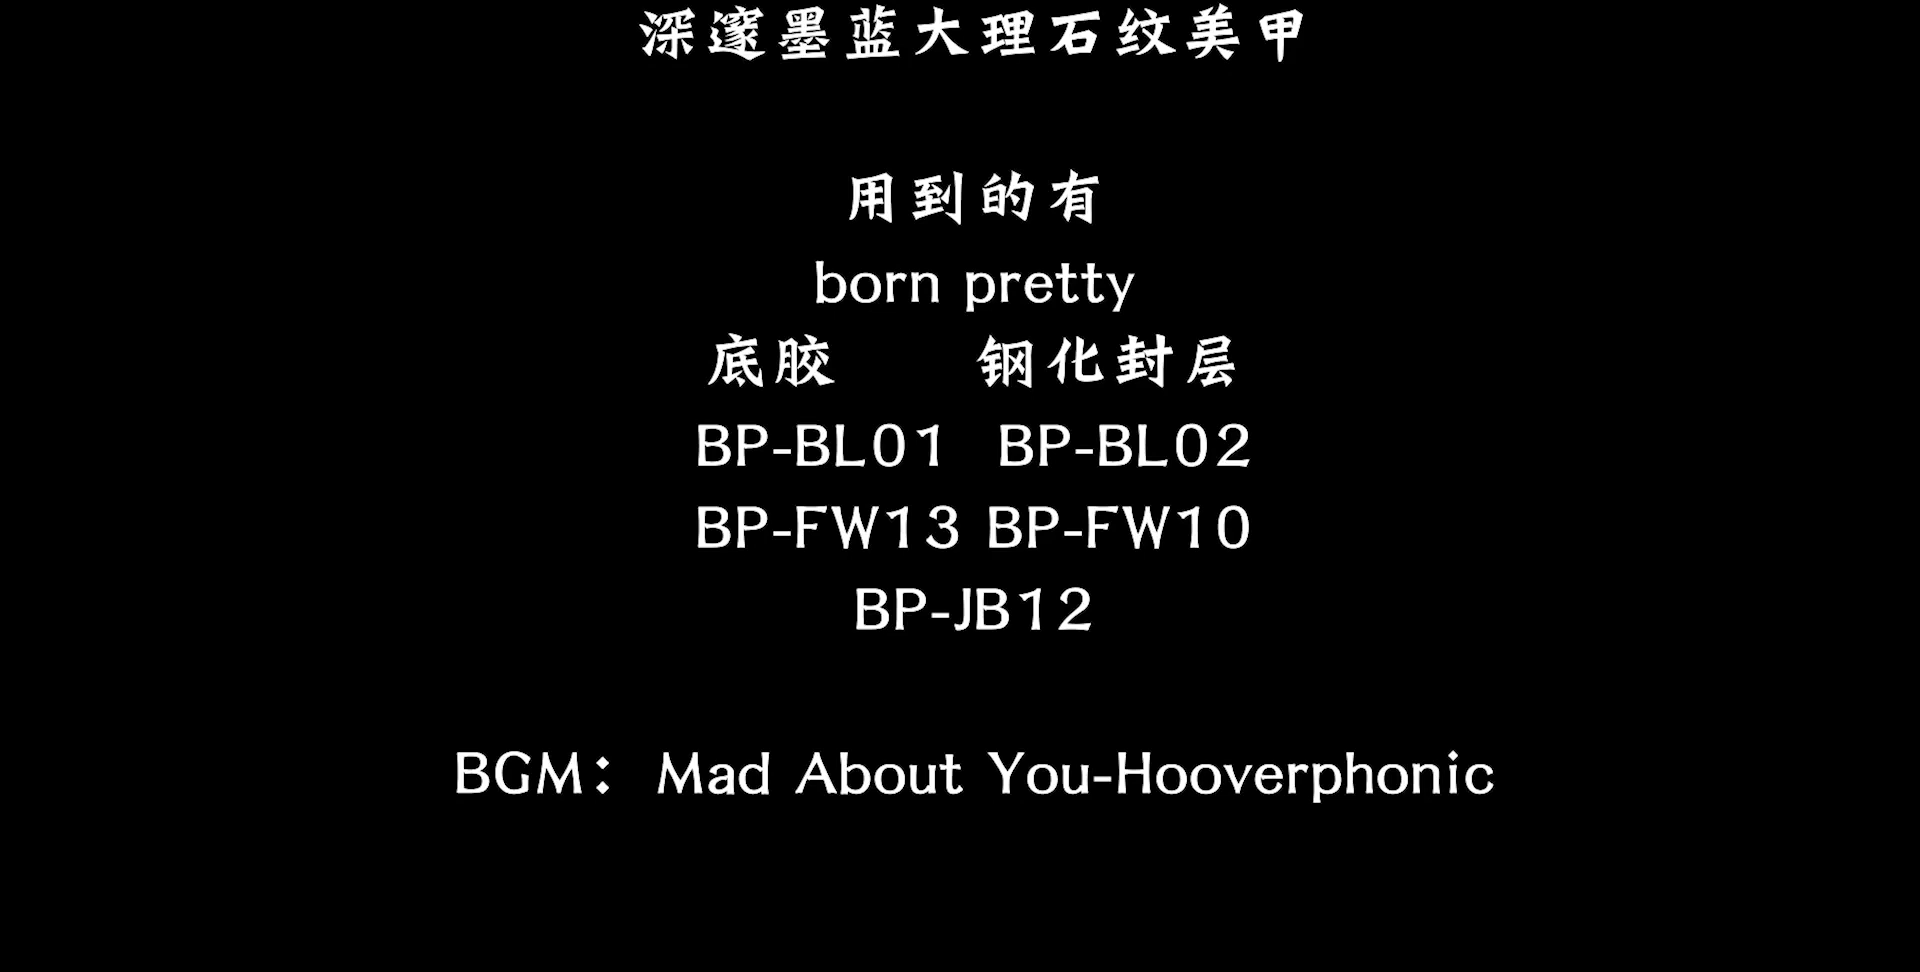 深邃墨蓝大理石纹美甲
用到的有
born pretty
底胶 钢化封层
BP-BL01 BP-BL02
BP-FW13 BP-FW10
BP-JB12
BGM：Mad About You-Hooverphonic